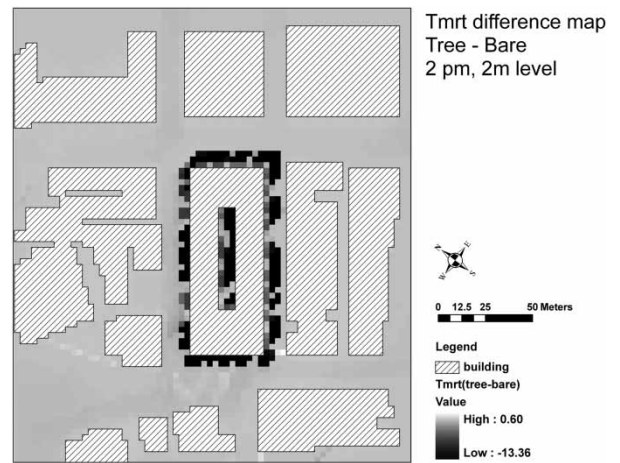 Tmrt difference map
Tree - Bare
2 pm, 2m level
N E
W S
0 12.5 25 50 Meters
Legend
building
Tmrt(tree-bare)
Value
High : 0.60
Low : -13.36